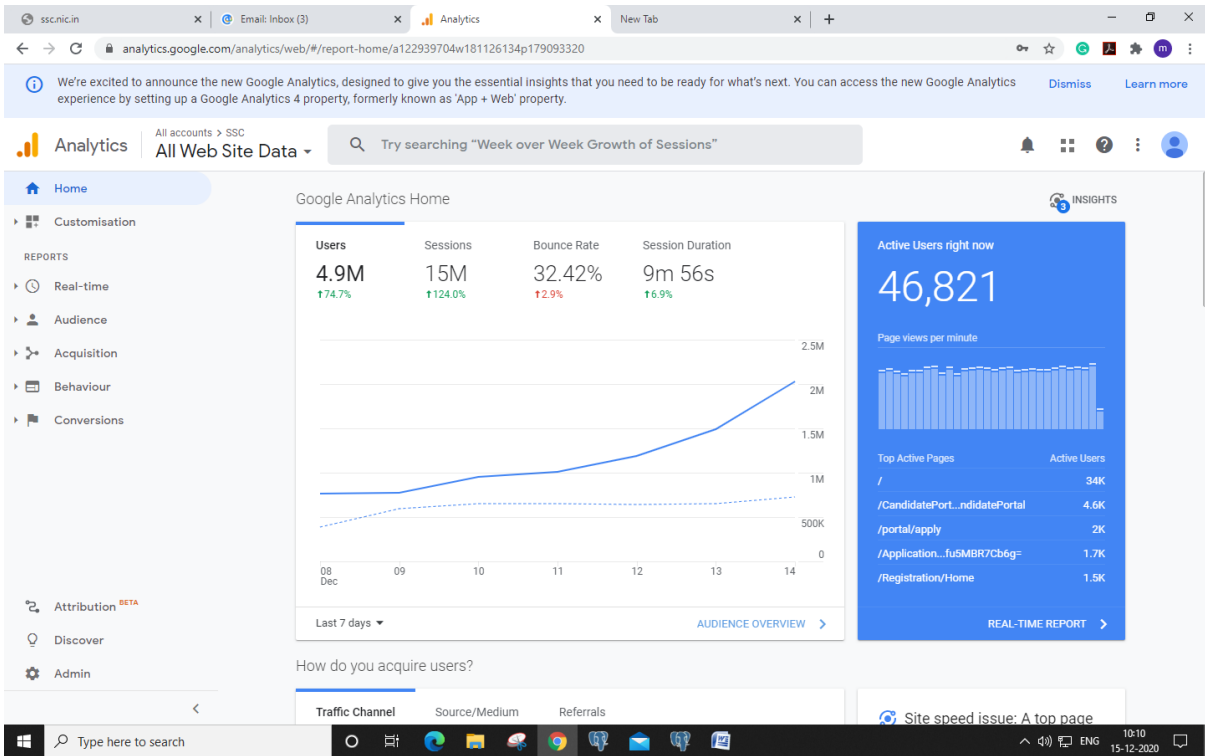 ssc.nic.in
Email: Inbox (3)
Analytics
New Tab
analytics.google.com/analytics/web/#/report-home/a122939704w181126134p179093320
m
We're excited to announce the new Google Analytics, designed to give you the essential insights that you need to be ready for what's next. You can access the new Google Analytics
experience by setting up a Google Analytics 4 property, formerly known as 'App + Web' property.
Dismiss
Learn more
Analytics
All accounts > SSC
All Web Site Data
Try searching "Week over Week Growth of Sessions"
Home
Customisation
REPORTS
Real-time
Audience
Acquisition
Behaviour
Conversions
Attribution BETA
Discover
Admin
Google Analytics Home
3 INSIGHTS
Users Sessions Bounce Rate Session Duration
4.9M 15M 32.42% 9m 56s
↑74.7% ↑124.0% ↑2.9% ↑6.9%
2.5M
2M
1.5M
1M
500K
0
08 09 10 11 12 13 14
Dec
Last 7 days
AUDIENCE OVERVIEW
Active Users right now
46,821
Page views per minute
Top Active Pages Active Users
/ 34K
/CandidatePort...ndidatePortal 4.6K
/portal/apply 2K
/Application...fu5MBR7Cb6g= 1.7K
/Registration/Home 1.5K
REAL-TIME REPORT
How do you acquire users?
Traffic Channel Source/Medium Referrals
Site speed issue: A top page
Type here to search
ENG
10:10
15-12-2020